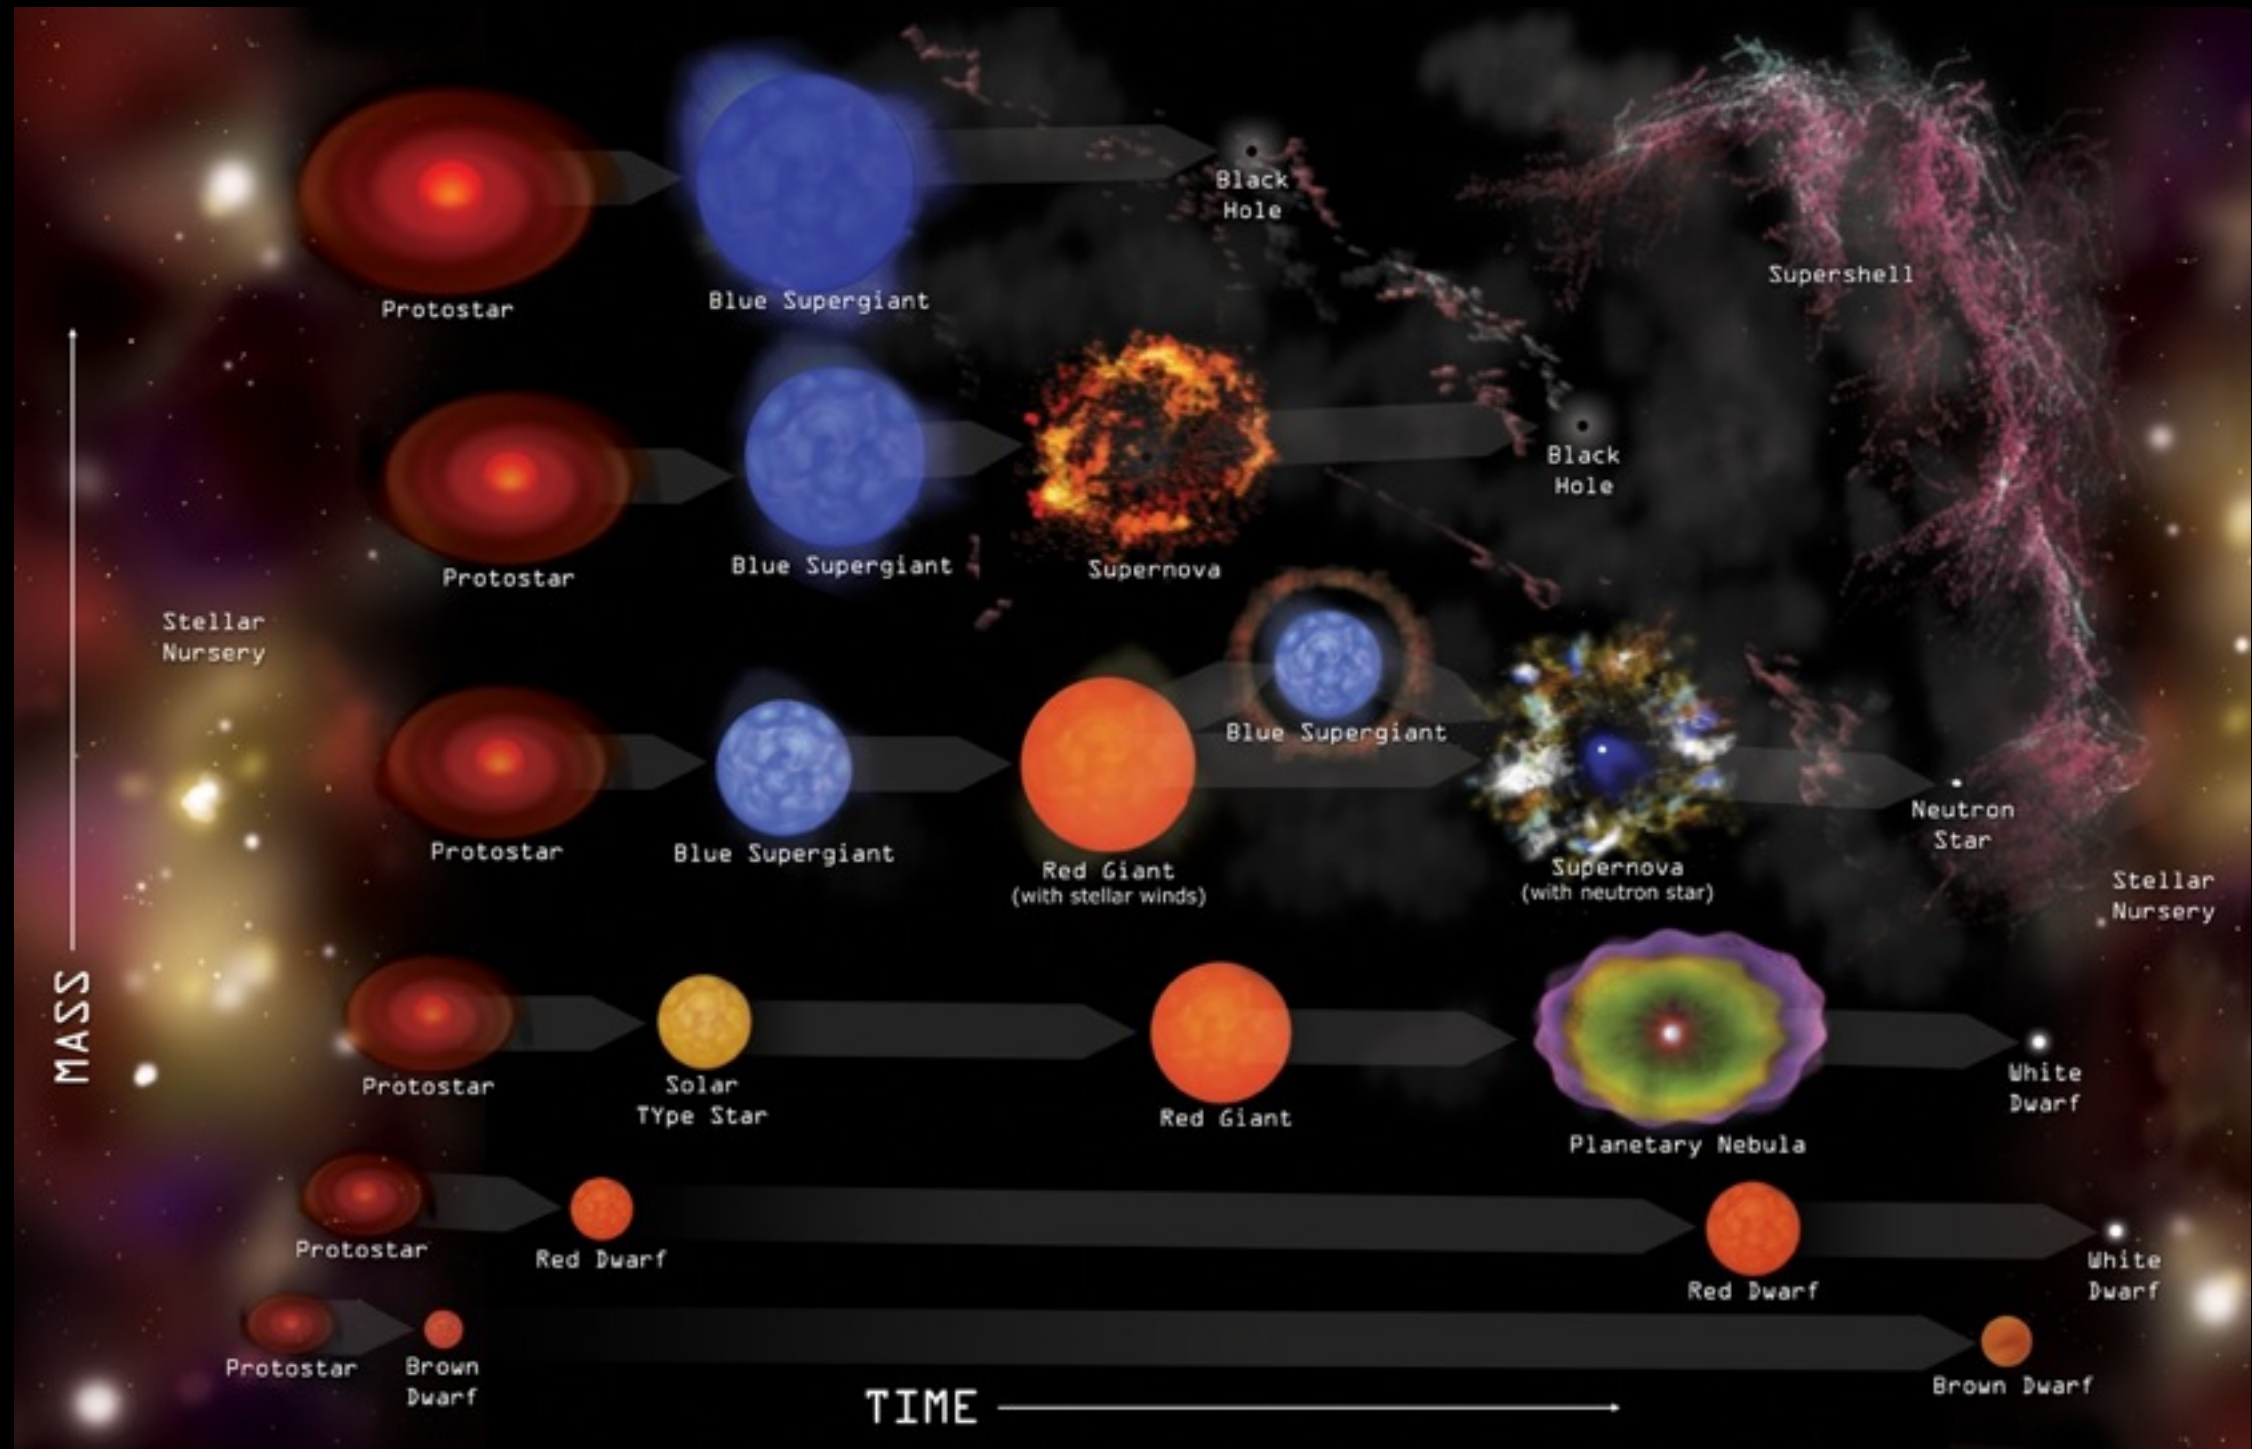 Black
Hole
Supershell
Protostar
Blue Supergiant
Black
Hole
Protostar
Blue Supergiant
Supernova
Stellar
Nursery
Blue Supergiant
Neutron
Star
Protostar
Blue Supergiant
Red Giant
(with stellar winds)
Supernova
(with neutron star)
Stellar
Nursery
MASS
Protostar
Solar
TYpe Star
Red Giant
Planetary Nebula
White
Dwarf
Protostar
Red Dwarf
Red Dwarf
White
Dwarf
Protostar
Brown
Dwarf
Brown Dwarf
TIME